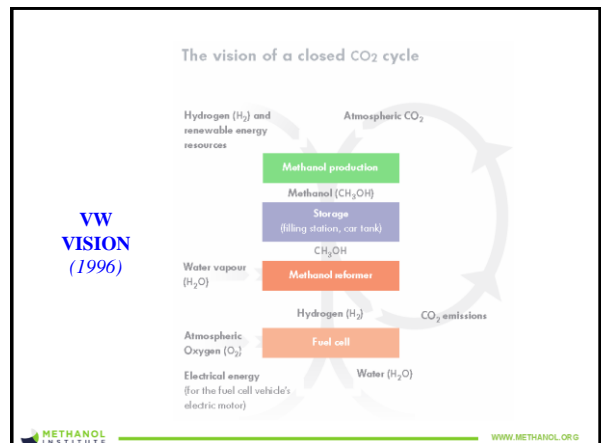 The vision of a closed CO₂ cycle
Hydrogen (H₂) and
renewable energy
resources
Atmospheric CO₂
Methanol production
Methanol (CH₃OH)
VW
VISION
(1996)
Storage
(filling station, car tank)
CH₃OH
Water vapour
(H₂O)
Methanol reformer
Hydrogen (H₂)
CO₂ emissions
Atmospheric
Oxygen (O₂)
Fuel cell
Electrical energy
(for the fuel cell vehicle's
electric motor)
Water (H₂O)
METHANOL
INSTITUTE
WWW.METHANOL.ORG